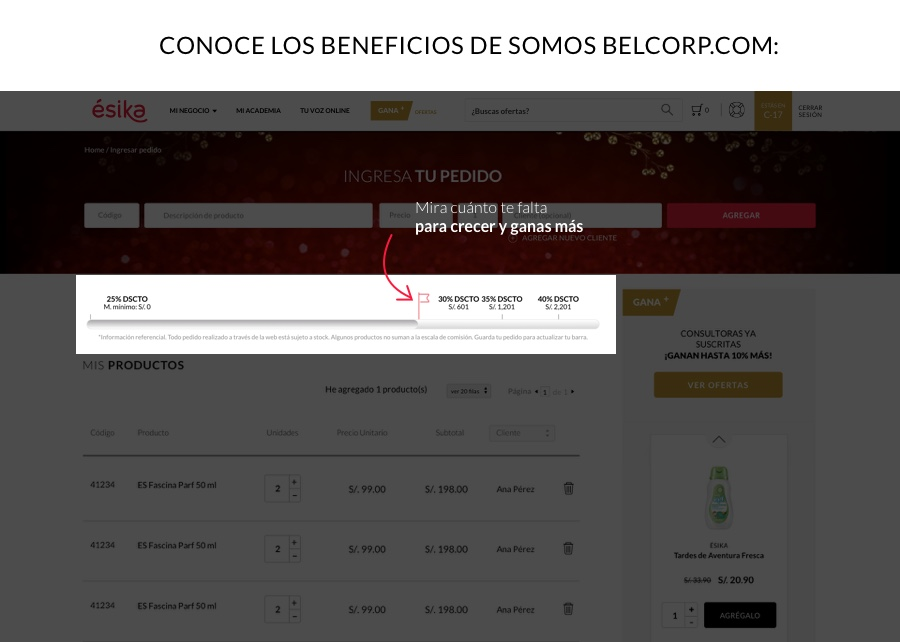 CONOCE LOS BENEFICIOS DE SOMOS BELCORP.COM:
ésika
MI NEGOCIO
MI ACADEMIA
TU VOZ ONLINE
GANA +
¿Buscas ofertas?
0
C-17
CERRAR
SESIÓN
Home / Ingresar pedido
INGRESA TU PEDIDO
Código
Descripción de producto
Precio
AGREGAR
Mira cuánto te falta
para crecer y ganas más
AGREGAR NUEVO CLIENTE
25% DSCTO
M. mínimo: S/. 0
30% DSCTO
S/. 601
35% DSCTO
S/. 1,201
40% DSCTO
S/. 2,201
*Información referencial. Todo pedido realizado a través de la web está sujeto a stock. Algunos productos no suman a la escala de comisión. Guarda tu pedido para actualizar tu barra.
GANA +
CONSULTORAS YA
SUSCRITAS
¡GANAN HASTA 10% MÁS!
VER OFERTAS
MIS PRODUCTOS
He agregado 1 producto(s)
ver 20 filas
Página 1 de 1
Código Producto Unidades Precio Unitario Subtotal Cliente
41234 ES Fascina Parf 50 ml 2 + - S/. 99.00 S/. 198.00 Ana Pérez
41234 ES Fascina Parf 50 ml 2 + - S/. 99.00 S/. 198.00 Ana Pérez
41234 ES Fascina Parf 50 ml 2 + - S/. 99.00 S/. 198.00 Ana Pérez
ÉSIKA
Tardes de Aventura Fresca
S/. 33.90 S/. 20.90
1 + -
AGRÉGALO